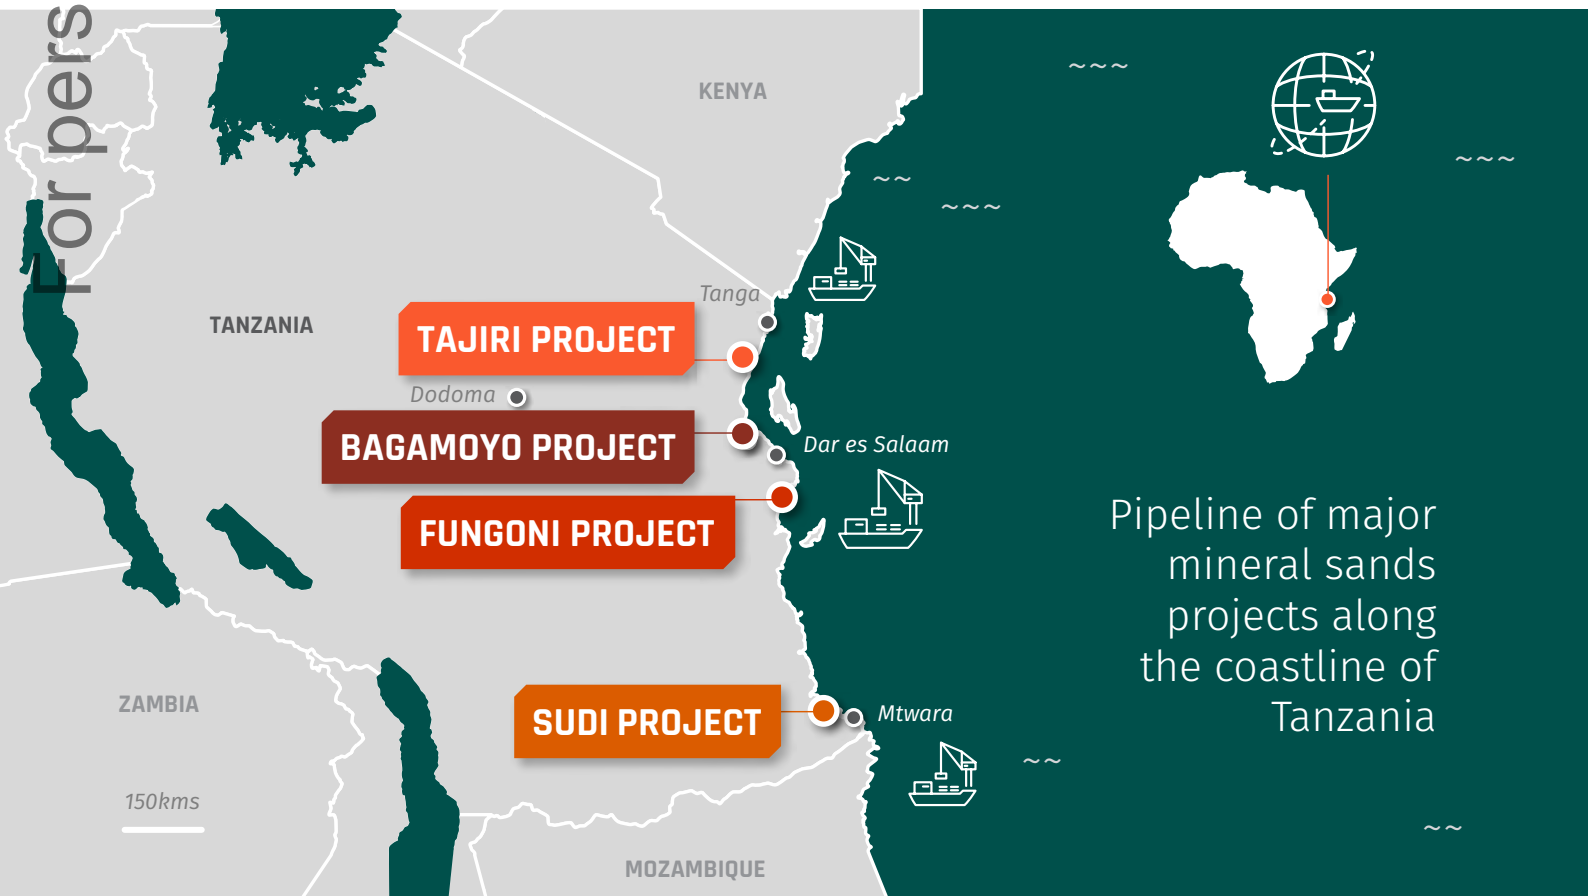 For pers
KENYA
TANZANIA
Tanga
TAJIRI PROJECT
Dodoma
BAGAMOYO PROJECT
Dar es Salaam
FUNGONI PROJECT
Pipeline of major
mineral sands
projects along
the coastline of
Tanzania
ZAMBIA
SUDI PROJECT
Mtwara
150kms
MOZAMBIQUE